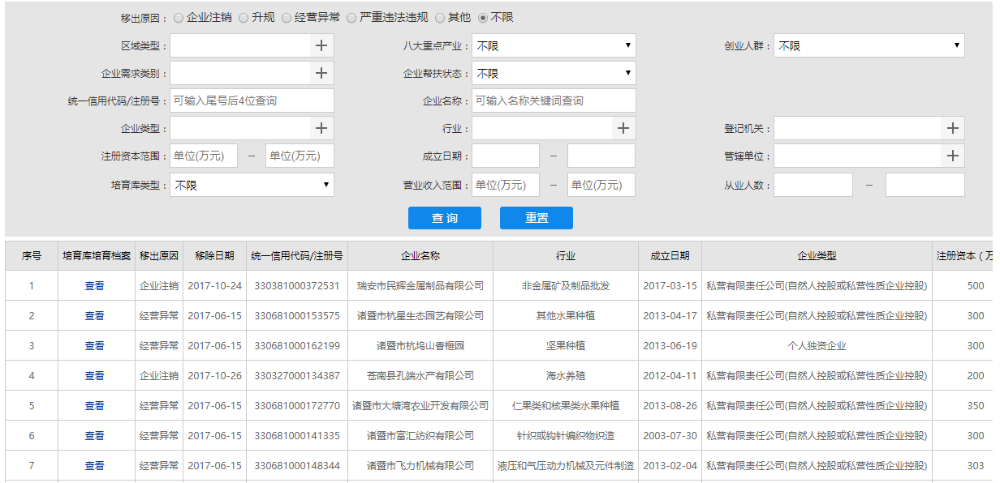 移出原因： 企业注销 升规 经营异常 严重违法违规 其他 不限
区域类型： 八大重点产业： 不限 创业人群： 不限
企业需求类别： 企业帮扶状态： 不限
统一信用代码/注册号： 可输入尾号后4位查询 企业名称： 可输入名称关键词查询
企业类型： 行业： 登记机关：
注册资本范围： 单位(万元) – 单位(万元) 成立日期： – 管辖单位：
培育库类型： 不限 营业收入范围： 单位(万元) – 单位(万元) 从业人数： –
查 询 重置
序号 培育库培育档案 移出原因 移除日期 统一信用代码/注册号 企业名称 行业 成立日期 企业类型 注册资本（万
1 查看 企业注销 2017-10-24 330381000372531 瑞安市民辉金属制品有限公司 非金属矿及制品批发 2017-03-15 私营有限责任公司(自然人控股或私营性质企业控股) 500
2 查看 经营异常 2017-06-15 330681000153575 诸暨市杭星生态园艺有限公司 其他水果种植 2013-04-17 私营有限责任公司(自然人控股或私营性质企业控股) 300
3 查看 经营异常 2017-06-15 330681000162199 诸暨市杭坞山香榧园 坚果种植 2013-06-19 个人独资企业 300
4 查看 企业注销 2017-10-26 330327000134387 苍南县孔端水产有限公司 海水养殖 2012-04-11 私营有限责任公司(自然人控股或私营性质企业控股) 200
5 查看 经营异常 2017-06-15 330681000172770 诸暨市大塘湾农业开发有限公司 仁果类和核果类水果种植 2013-08-26 私营有限责任公司(自然人控股或私营性质企业控股) 350
6 查看 经营异常 2017-06-15 330681000141335 诸暨市富汇纺织有限公司 针织或钩针编织物织造 2003-07-30 私营有限责任公司(自然人控股或私营性质企业控股) 300
7 查看 经营异常 2017-06-15 330681000148344 诸暨市飞力机械有限公司 液压和气压动力机械及元件制造 2013-02-04 私营有限责任公司(自然人控股或私营性质企业控股) 303